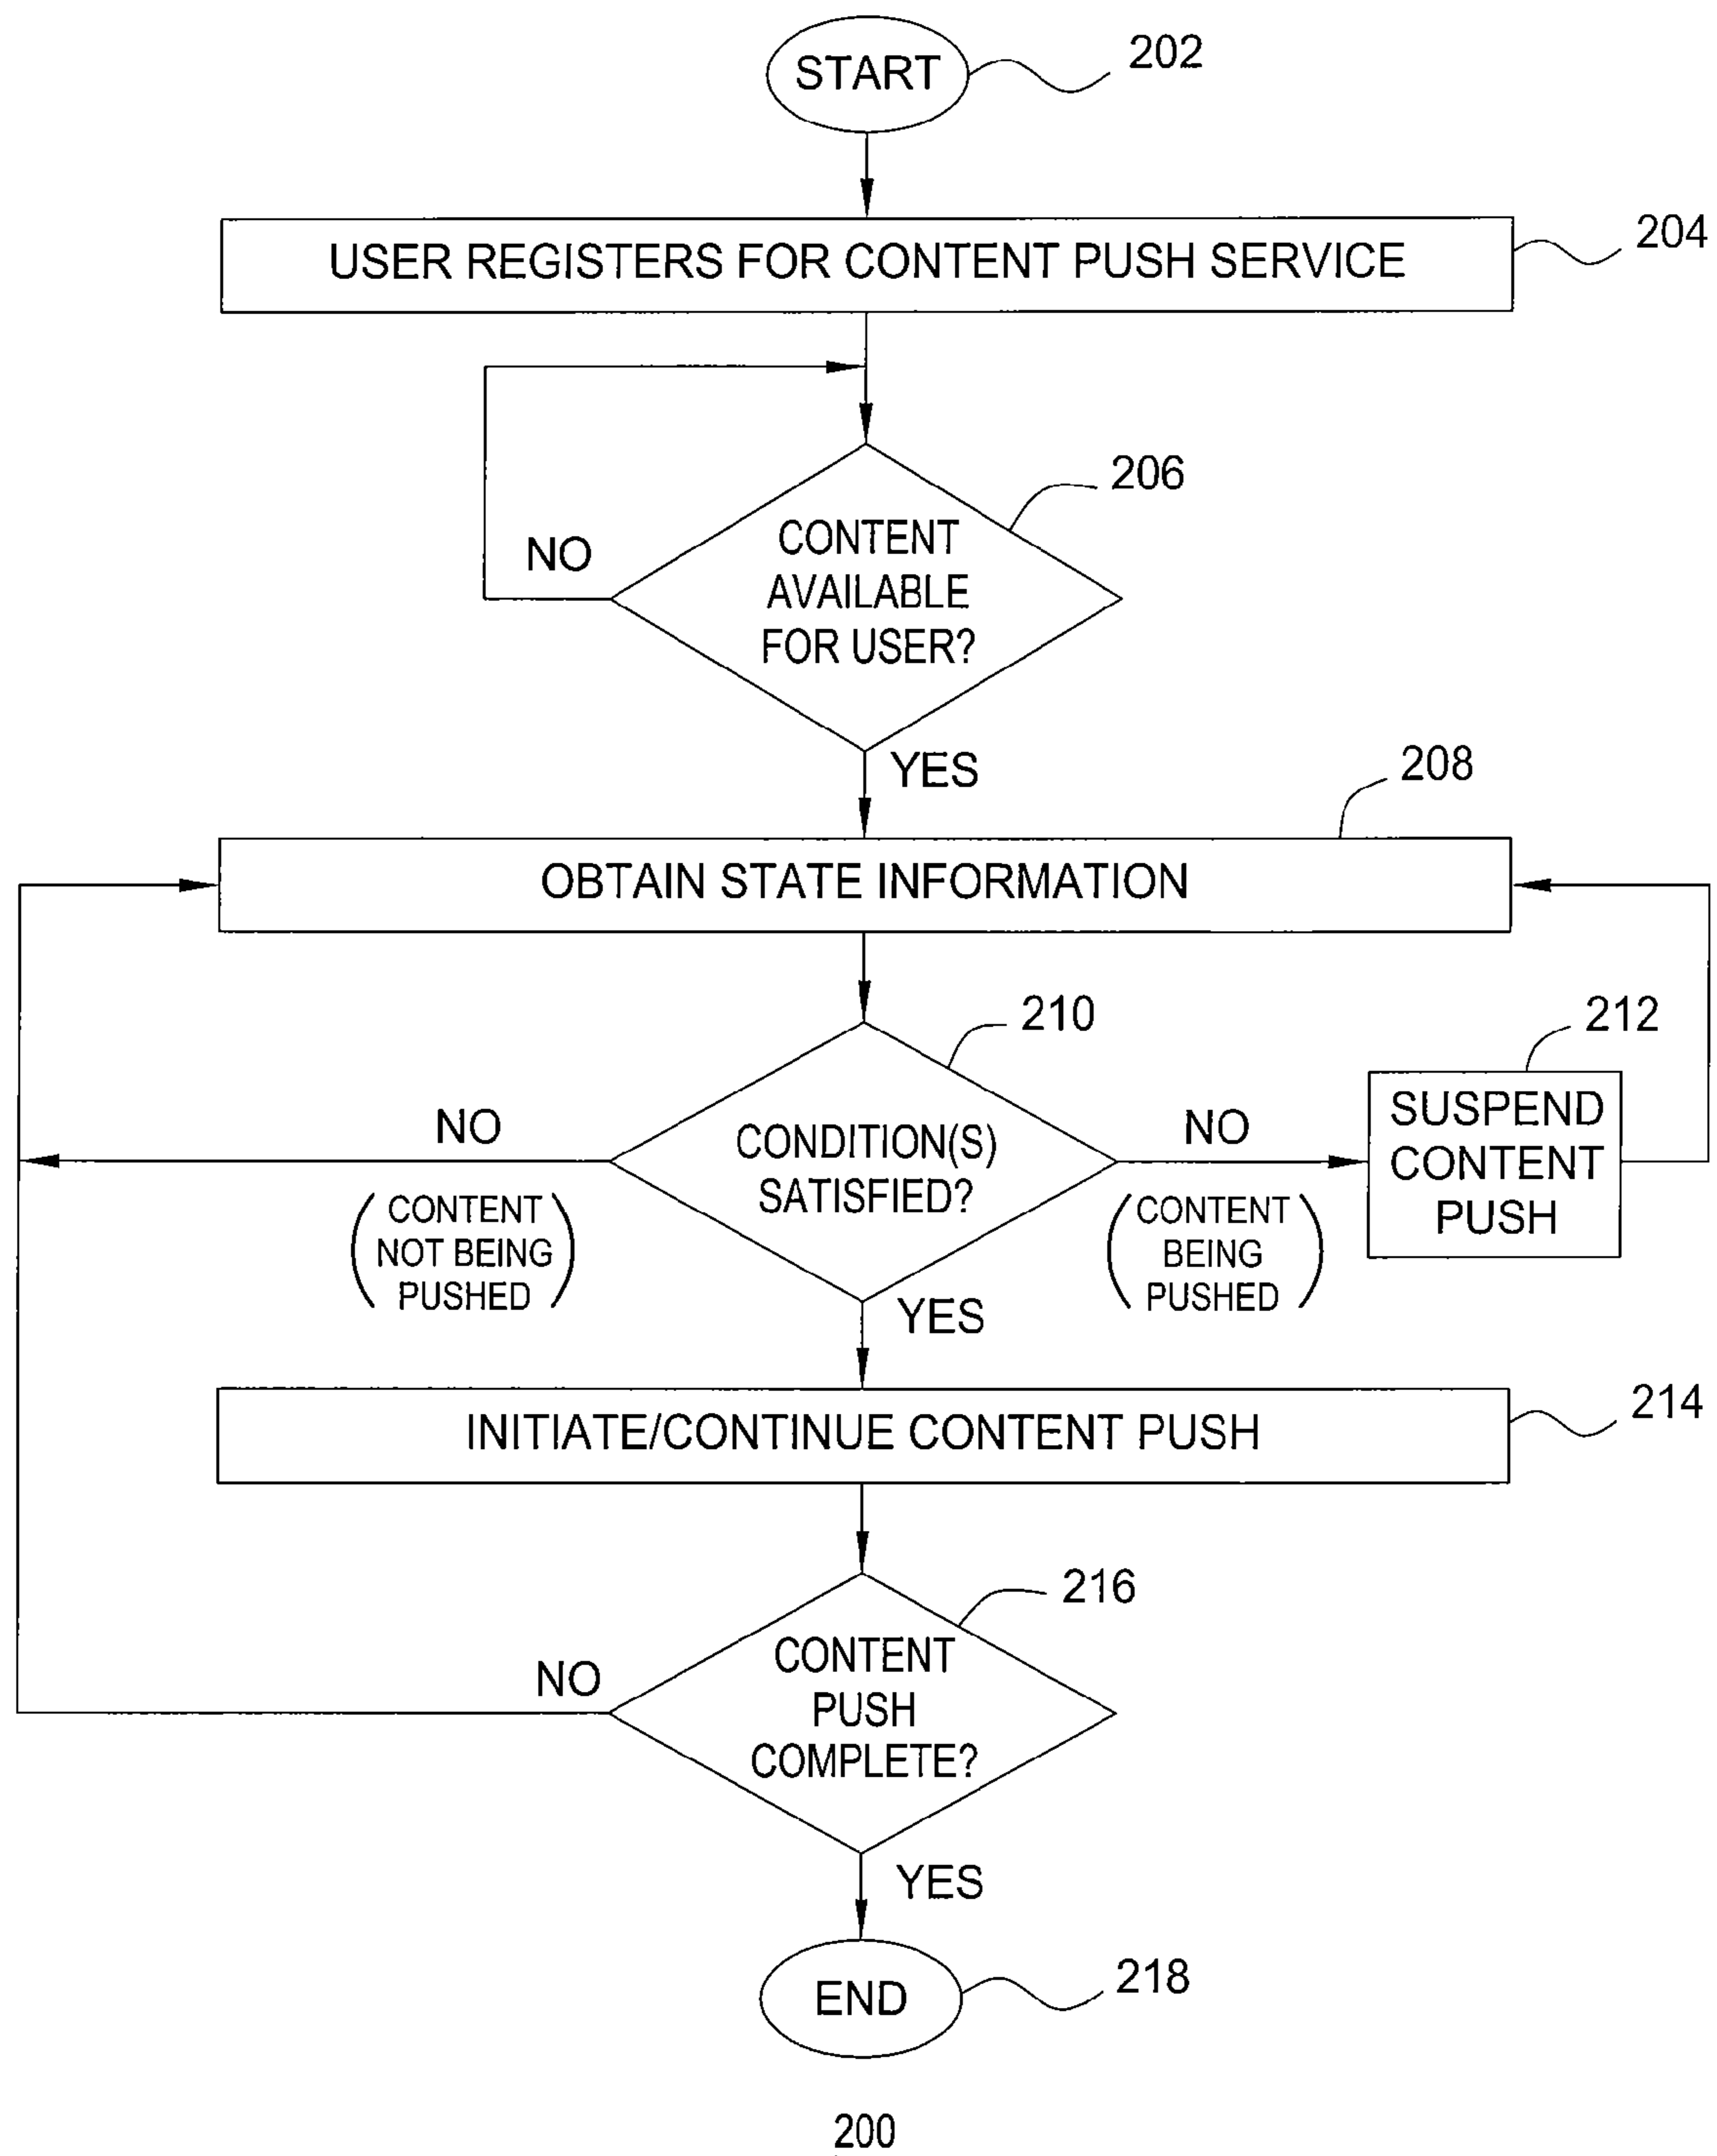 START
202
USER REGISTERS FOR CONTENT PUSH SERVICE
204
206
CONTENT
AVAILABLE
FOR USER?
NO
YES
208
OBTAIN STATE INFORMATION
210
212
NO
CONDITION(S)
SATISFIED?
NO
SUSPEND
CONTENT
PUSH
(CONTENT
NOT BEING
PUSHED)
(CONTENT
BEING
PUSHED)
YES
INITIATE/CONTINUE CONTENT PUSH
214
216
CONTENT
PUSH
COMPLETE?
NO
YES
END
218
200